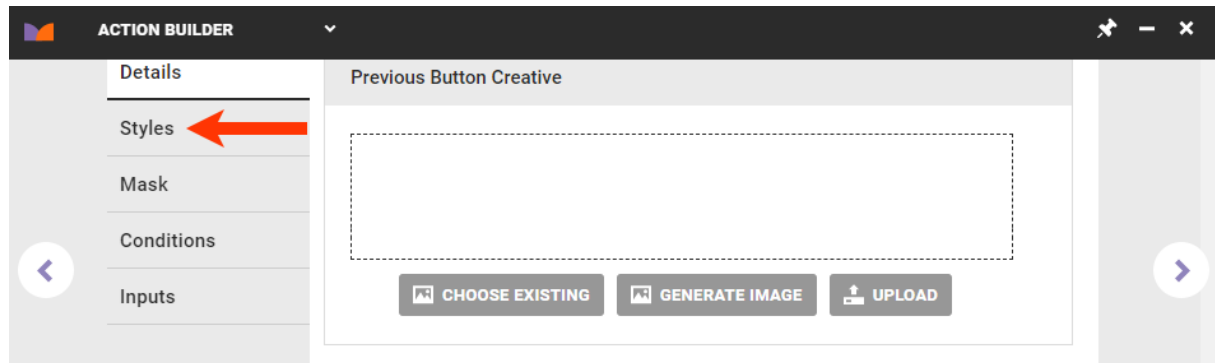 ACTION BUILDER
Details
Styles
Mask
Conditions
Inputs
Previous Button Creative
CHOOSE EXISTING GENERATE IMAGE UPLOAD